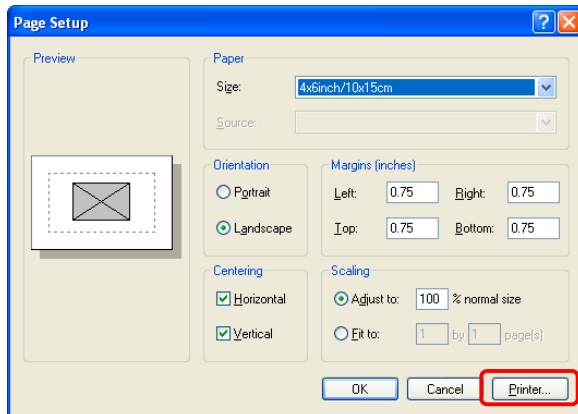 Page Setup
Preview
Paper
Size: 4x6inch/10x15cm
Source:
Orientation
Portrait
Landscape
Margins (inches)
Left: 0.75 Right: 0.75
Top: 0.75 Bottom: 0.75
Centering
Horizontal
Vertical
Scaling
Adjust to: 100 % normal size
Fit to: 1 by 1 page(s)
OK Cancel Printer...